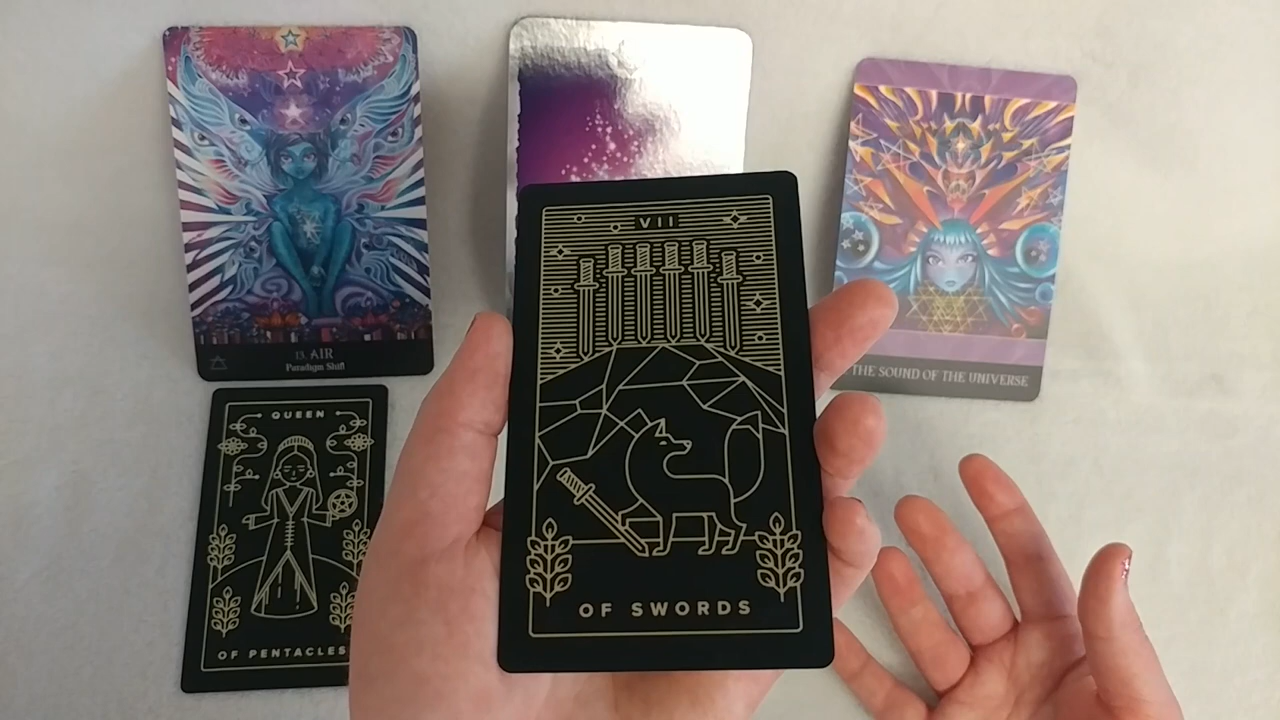 13. AIR
Paradigm Shift
THE SOUND OF THE UNIVERSE
VII
OF SWORDS
QUEEN
OF PENTACLES